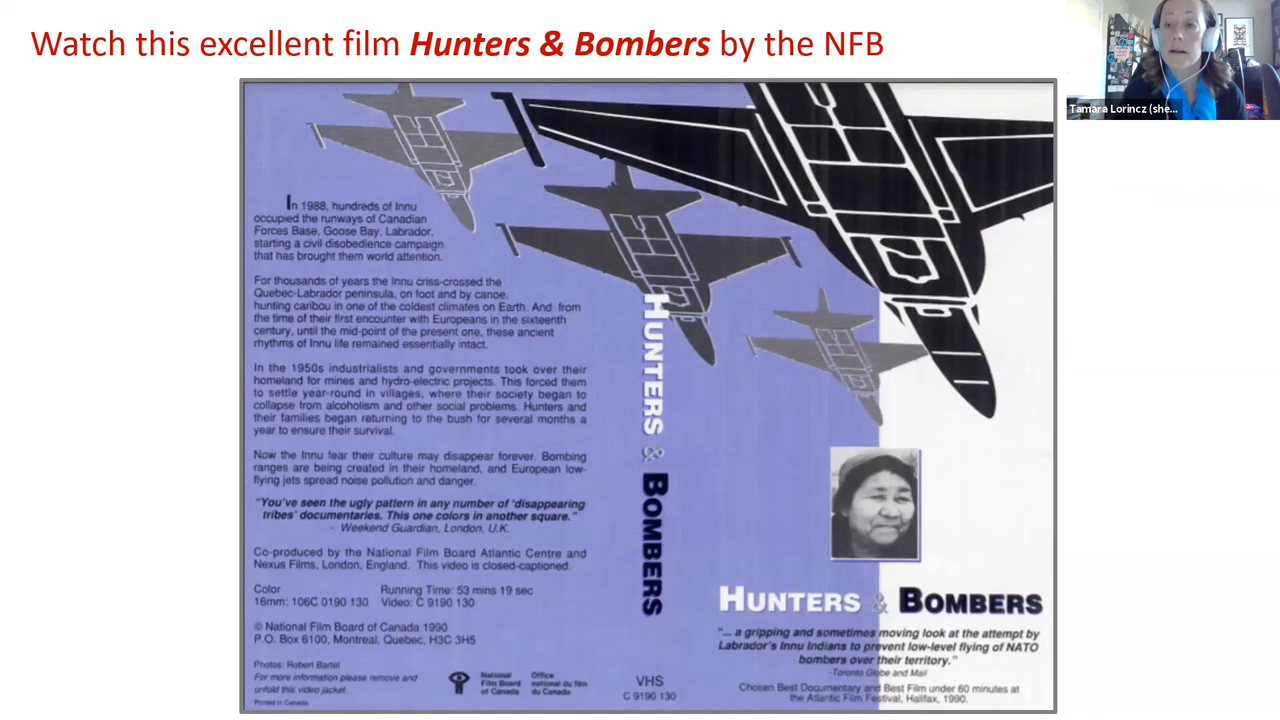 Watch this excellent film Hunters & Bombers by the NFB
Tamara Lorincz (she...
In 1988, hundreds of Innu
occupied the runways of Canadian
Forces Base, Goose Bay, Labrador,
starting a civil disobedience campaign
that has brought them world attention.
For thousands of years the Innu criss-crossed the
Quebec-Labrador peninsula, on foot and by canoe,
hunting caribou in one of the coldest climates on Earth. And from
the time of their first encounter with Europeans in the sixteenth
century, until the mid-point of the present one, these ancient
rhythms of Innu life remained essentially intact.
In the 1950s industrialists and governments took over their
homeland for mines and hydro-electric projects. This forced them
to settle year-round in villages, where their society began to
collapse from alcoholism and other social problems. Hunters and
their families began returning to the bush for several months a
year to ensure their survival.
Now the Innu fear their culture may disappear forever. Bombing
ranges are being created in their homeland, and European low-
flying jets spread noise pollution and danger.
"You've seen the ugly pattern in any number of 'disappearing
tribes' documentaries. This one colors in another square."
- Weekend Guardian, London, U.K.
Co-produced by the National Film Board Atlantic Centre and
Nexus Films, London, England. This video is closed-captioned.
Color Running Time: 53 mins 19 sec
16mm: 106C 0190 130 Video: C 9190 130
© National Film Board of Canada 1990
P.O. Box 6100, Montreal, Quebec, H3C 3H5
Photos: Robert Bartel
For more information please remove and
unfold this video jacket.
Printed in Canada
National Film Board of Canada
Office national du film du Canada
HUNTERS & BOMBERS
VHS
C 9190 130
HUNTERS & BOMBERS
"... a gripping and sometimes moving look at the attempt by
Labrador's Innu Indians to prevent low-level flying of NATO
bombers over their territory."
-Toronto Globe and Mail
Chosen Best Documentary and Best Film under 60 minutes at
the Atlantic Film Festival, Halifax, 1990.